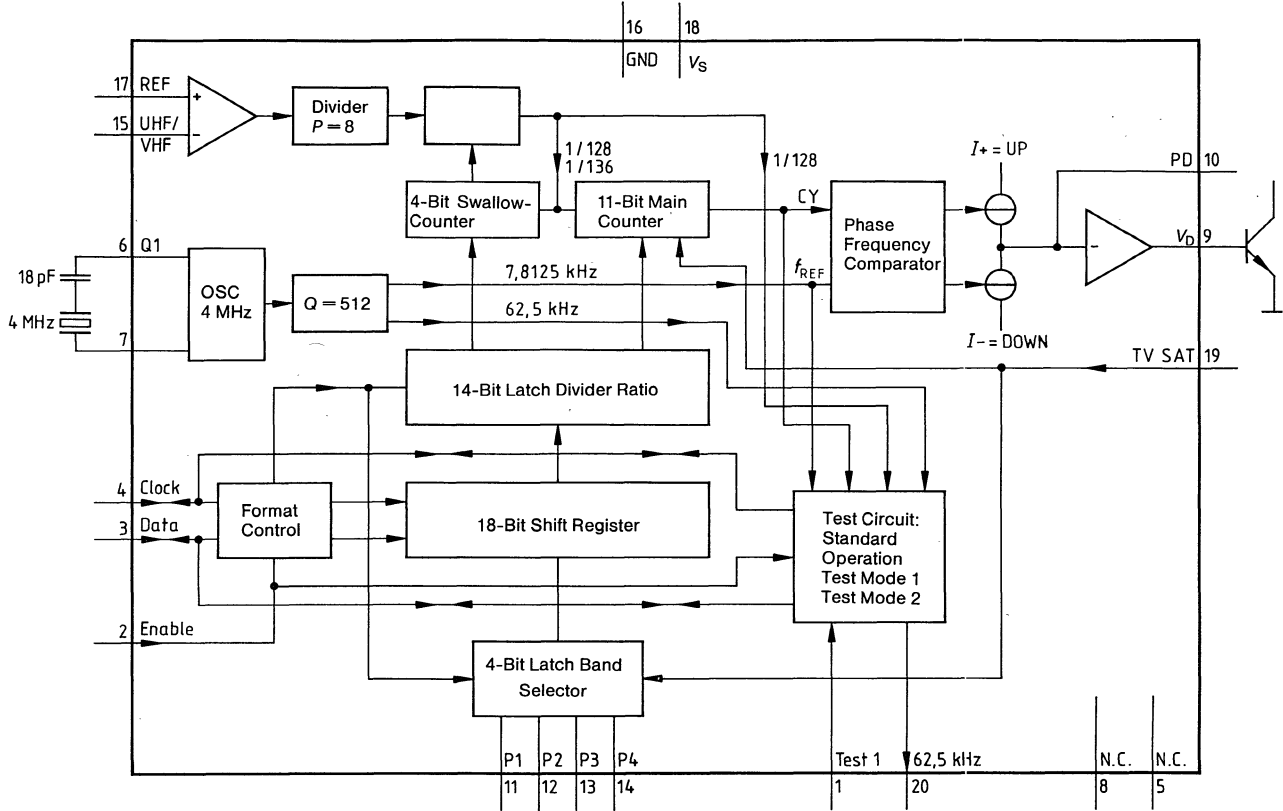 16
18
GND
VS
17 REF
+
15 UHF/
VHF
-
Divider
P = 8
1/128
1/136
1/128
I+ = UP
PD 10
4-Bit Swallow-
Counter
11-Bit Main
Counter
CY
Phase
Frequency
Comparator
fREF
-
VD 9
6 Q1
18 pF
4 MHz
7
OSC
4 MHz
Q = 512
7,8125 kHz
62,5 kHz
I- = DOWN
TV SAT 19
14-Bit Latch Divider Ratio
4 Clock
3 Data
Format
Control
18-Bit Shift Register
Test Circuit:
Standard
Operation
Test Mode 1
Test Mode 2
2 Enable
4-Bit Latch Band
Selector
P1 P2 P3 P4
11 12 13 14
Test 1
62,5 kHz
N.C.
N.C.
1
20
8
5